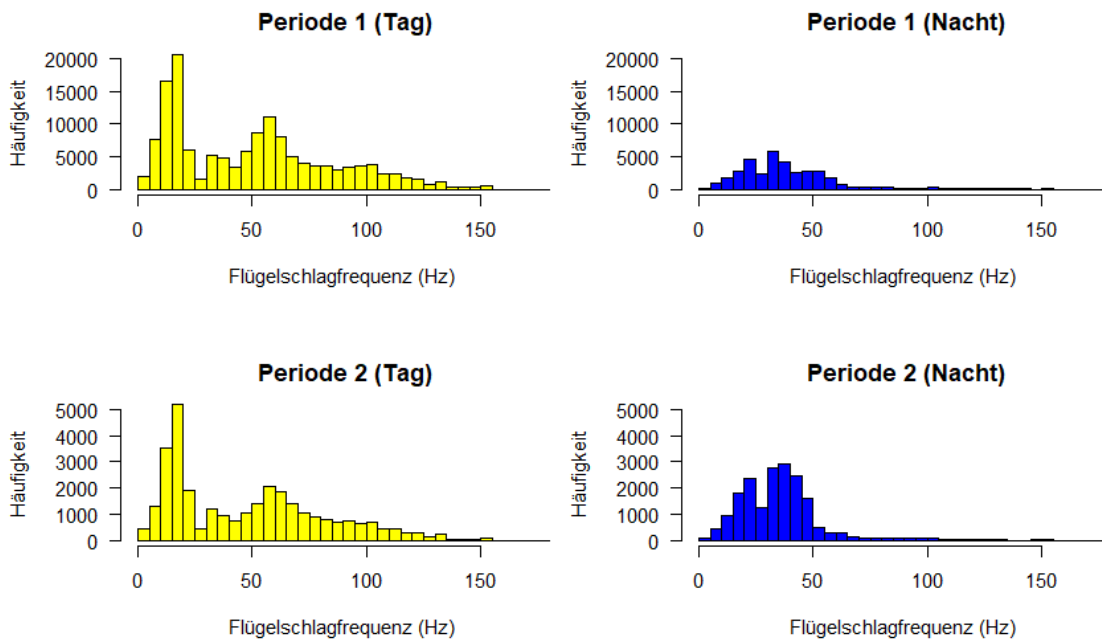 Periode 1 (Tag)
Häufigkeit
20000
15000
10000
5000
0
0 50 100 150
Flügelschlagfrequenz (Hz)
Periode 1 (Nacht)
Häufigkeit
20000
15000
10000
5000
0
0 50 100 150
Flügelschlagfrequenz (Hz)
Periode 2 (Tag)
Häufigkeit
5000
4000
3000
2000
1000
0
0 50 100 150
Flügelschlagfrequenz (Hz)
Periode 2 (Nacht)
Häufigkeit
5000
4000
3000
2000
1000
0
0 50 100 150
Flügelschlagfrequenz (Hz)